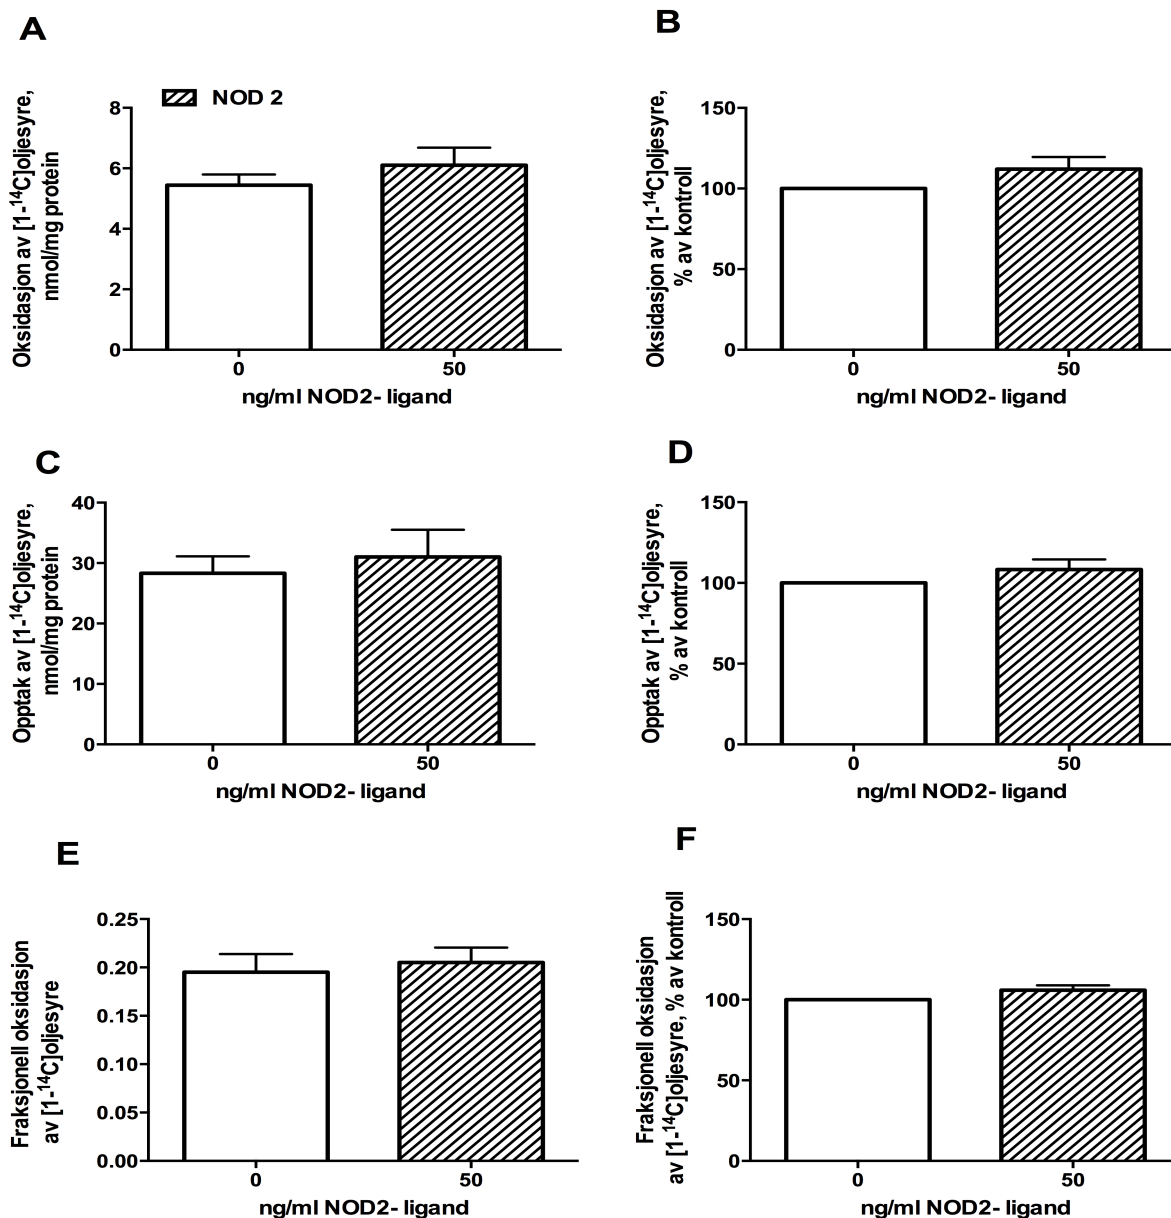 A
NOD 2
Oksidasjon av [1-¹⁴C]oljesyre,
nmol/mg protein
8
6
4
2
0
0 50
ng/ml NOD2- ligand
B
Oksidasjon av [1-¹⁴C]oljesyre,
% av kontroll
150
100
50
0
0 50
ng/ml NOD2- ligand
C
Opptak av [1-¹⁴C]oljesyre,
nmol/mg protein
40
30
20
10
0
0 50
ng/ml NOD2- ligand
D
Opptak av [1-¹⁴C]oljesyre,
% av kontroll
150
100
50
0
0 50
ng/ml NOD2- ligand
E
Fraksjonell oksidasjon
av [1-¹⁴C]oljesyre
0.25
0.20
0.15
0.10
0.05
0.00
0 50
ng/ml NOD2- ligand
F
Fraksjonell oksidasjon
av [1-¹⁴C]oljesyre, % av kontroll
150
100
50
0
0 50
ng/ml NOD2- ligand